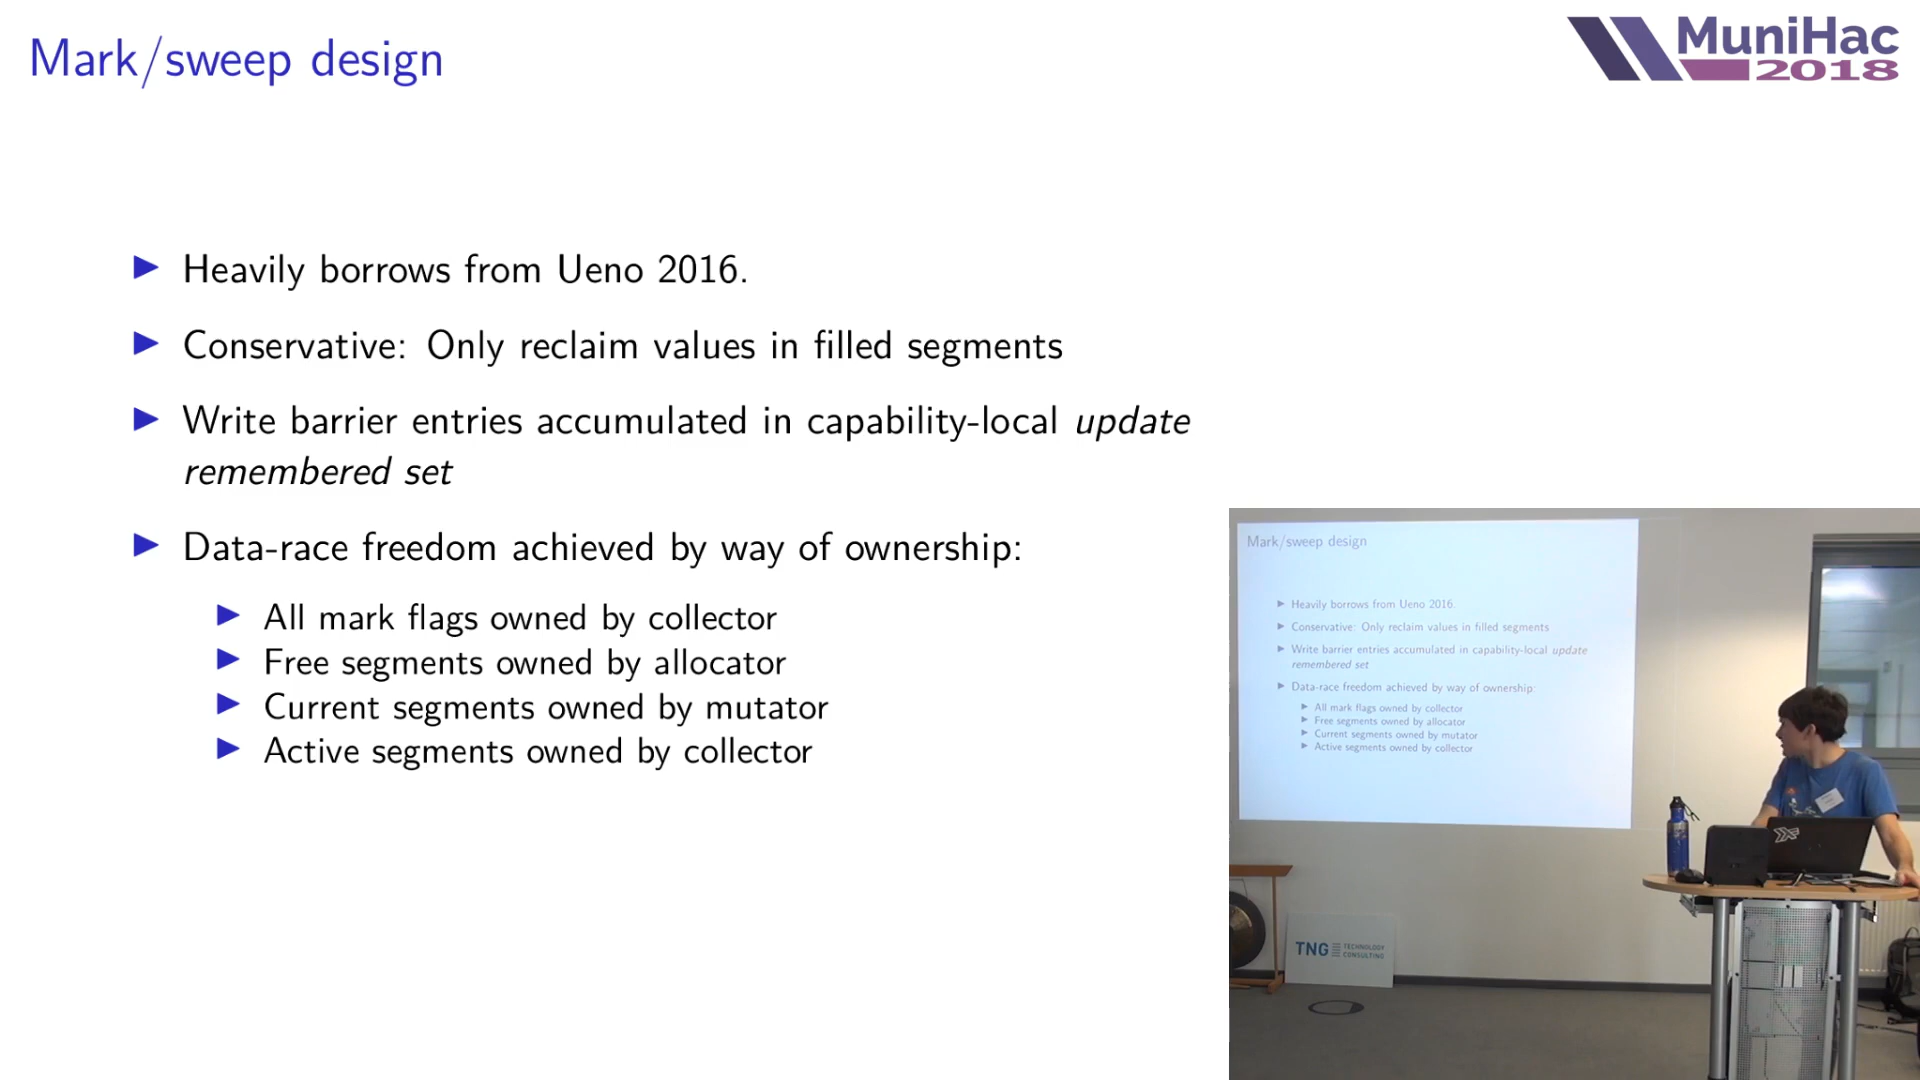 Mark/sweep design
MuniHac
2018
Heavily borrows from Ueno 2016.
Conservative: Only reclaim values in filled segments
Write barrier entries accumulated in capability-local update
remembered set
Data-race freedom achieved by way of ownership:
All mark flags owned by collector
Free segments owned by allocator
Current segments owned by mutator
Active segments owned by collector
Mark/sweep design
Heavily borrows from Ueno 2016.
Conservative: Only reclaim values in filled segments
Write barrier entries accumulated in capability-local update
remembered set
Data-race freedom achieved by way of ownership:
All mark flags owned by collector
Free segments owned by allocator
Current segments owned by mutator
Active segments owned by collector
TNG TECHNOLOGY
CONSULTING